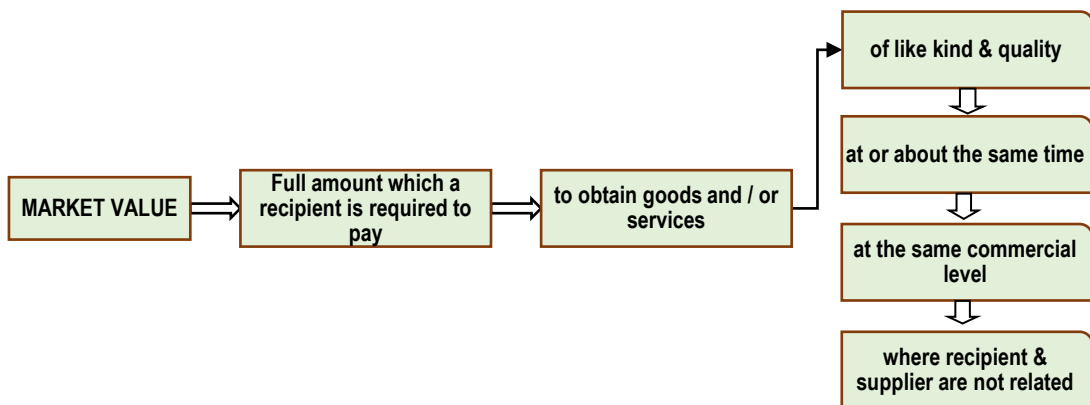 MARKET VALUE
Full amount which a
recipient is required to
pay
to obtain goods and / or
services
of like kind & quality
at or about the same time
at the same commercial
level
where recipient &
supplier are not related